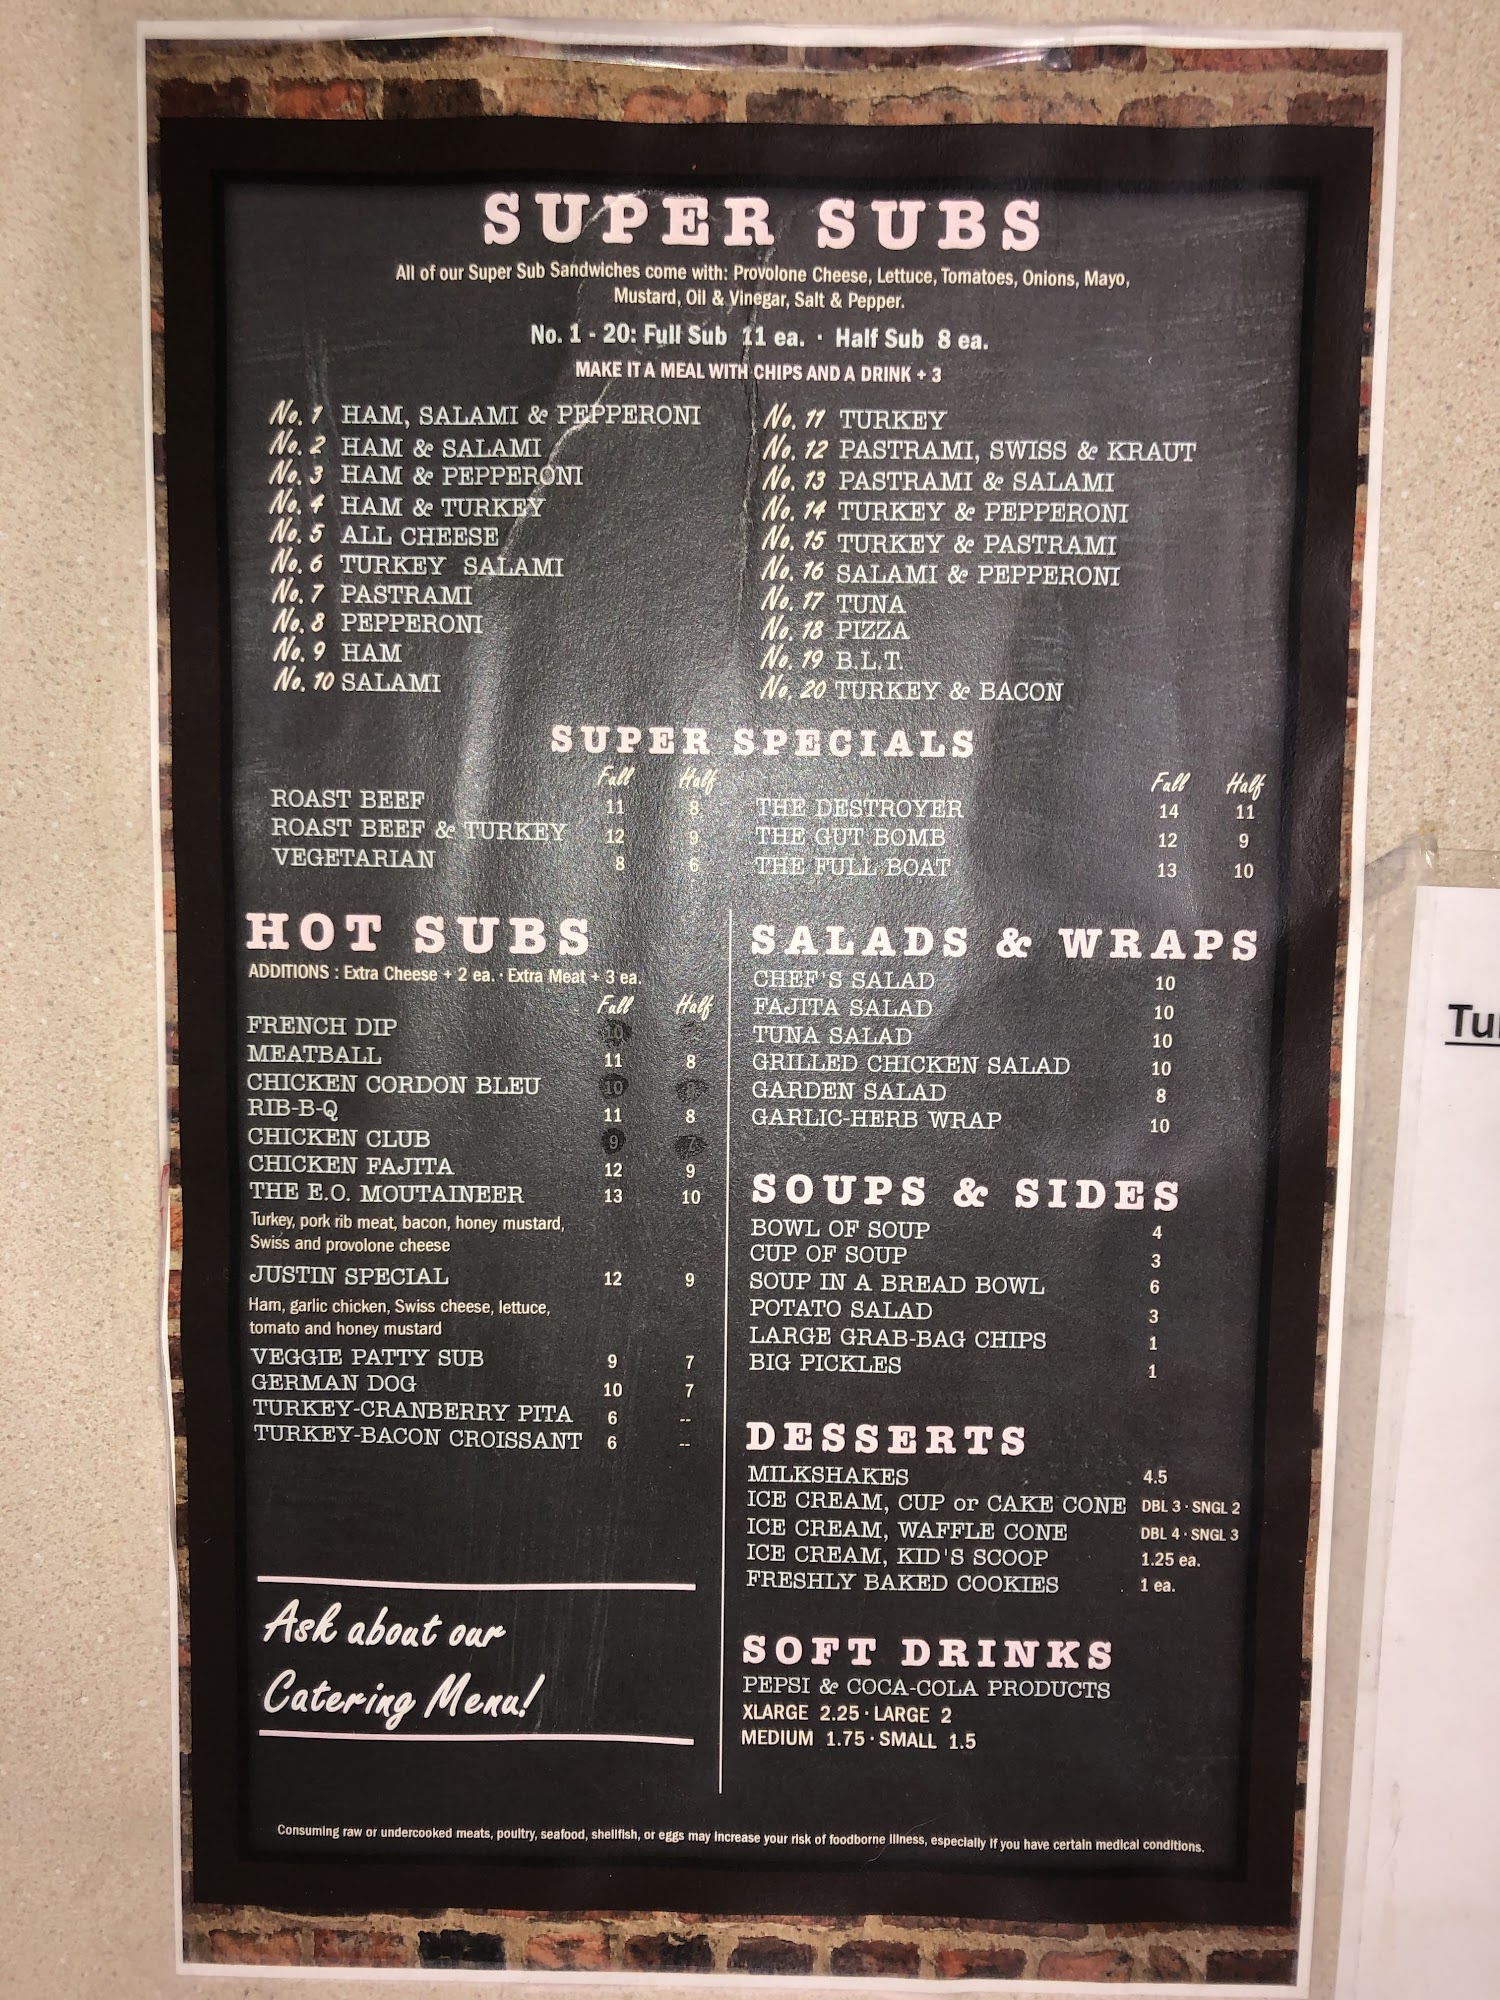 SUPER SUBS
All of our Super Sub Sandwiches come with: Provolone Cheese, Lettuce, Tomatoes, Onions, Mayo,
Mustard, Oil & Vinegar, Salt & Pepper.
No. 1 - 20: Full Sub 11 ea. · Half Sub 8 ea.
MAKE IT A MEAL WITH CHIPS AND A DRINK + 3
No. 1 HAM, SALAMI & PEPPERONI
No. 2 HAM & SALAMI
No. 3 HAM & PEPPERONI
No. 4 HAM & TURKEY
No. 5 ALL CHEESE
No. 6 TURKEY SALAMI
No. 7 PASTRAMI
No. 8 PEPPERONI
No. 9 HAM
No. 10 SALAMI
No. 11 TURKEY
No. 12 PASTRAMI, SWISS & KRAUT
No. 13 PASTRAMI & SALAMI
No. 14 TURKEY & PEPPERONI
No. 15 TURKEY & PASTRAMI
No. 16 SALAMI & PEPPERONI
No. 17 TUNA
No. 18 PIZZA
No. 19 B.L.T.
No. 20 TURKEY & BACON
SUPER SPECIALS
Full Half
ROAST BEEF 11 8
ROAST BEEF & TURKEY 12 9
VEGETARIAN 8 6
Full Half
THE DESTROYER 14 11
THE GUT BOMB 12 9
THE FULL BOAT 13 10
HOT SUBS
ADDITIONS : Extra Cheese + 2 ea. · Extra Meat + 3 ea.
Full Half
FRENCH DIP 10
MEATBALL 11 8
CHICKEN CORDON BLEU 10 8
RIB-B-Q 11 8
CHICKEN CLUB 9 7
CHICKEN FAJITA 12 9
THE E.O. MOUTAINEER 13 10
Turkey, pork rib meat, bacon, honey mustard,
Swiss and provolone cheese
JUSTIN SPECIAL 12 9
Ham, garlic chicken, Swiss cheese, lettuce,
tomato and honey mustard
VEGGIE PATTY SUB 9 7
GERMAN DOG 10 7
TURKEY-CRANBERRY PITA 6 --
TURKEY-BACON CROISSANT 6 --
Ask about our
Catering Menu!
SALADS & WRAPS
CHEF'S SALAD 10
FAJITA SALAD 10
TUNA SALAD 10
GRILLED CHICKEN SALAD 10
GARDEN SALAD 8
GARLIC-HERB WRAP 10
SOUPS & SIDES
BOWL OF SOUP 4
CUP OF SOUP 3
SOUP IN A BREAD BOWL 6
POTATO SALAD 3
LARGE GRAB-BAG CHIPS 1
BIG PICKLES 1
DESSERTS
MILKSHAKES 4.5
ICE CREAM, CUP or CAKE CONE DBL 3 · SNGL 2
ICE CREAM, WAFFLE CONE DBL 4 · SNGL 3
ICE CREAM, KID'S SCOOP 1.25 ea.
FRESHLY BAKED COOKIES 1 ea.
SOFT DRINKS
PEPSI & COCA-COLA PRODUCTS
XLARGE 2.25 · LARGE 2
MEDIUM 1.75 · SMALL 1.5
Consuming raw or undercooked meats, poultry, seafood, shellfish, or eggs may increase your risk of foodborne illness, especially if you have certain medical conditions.